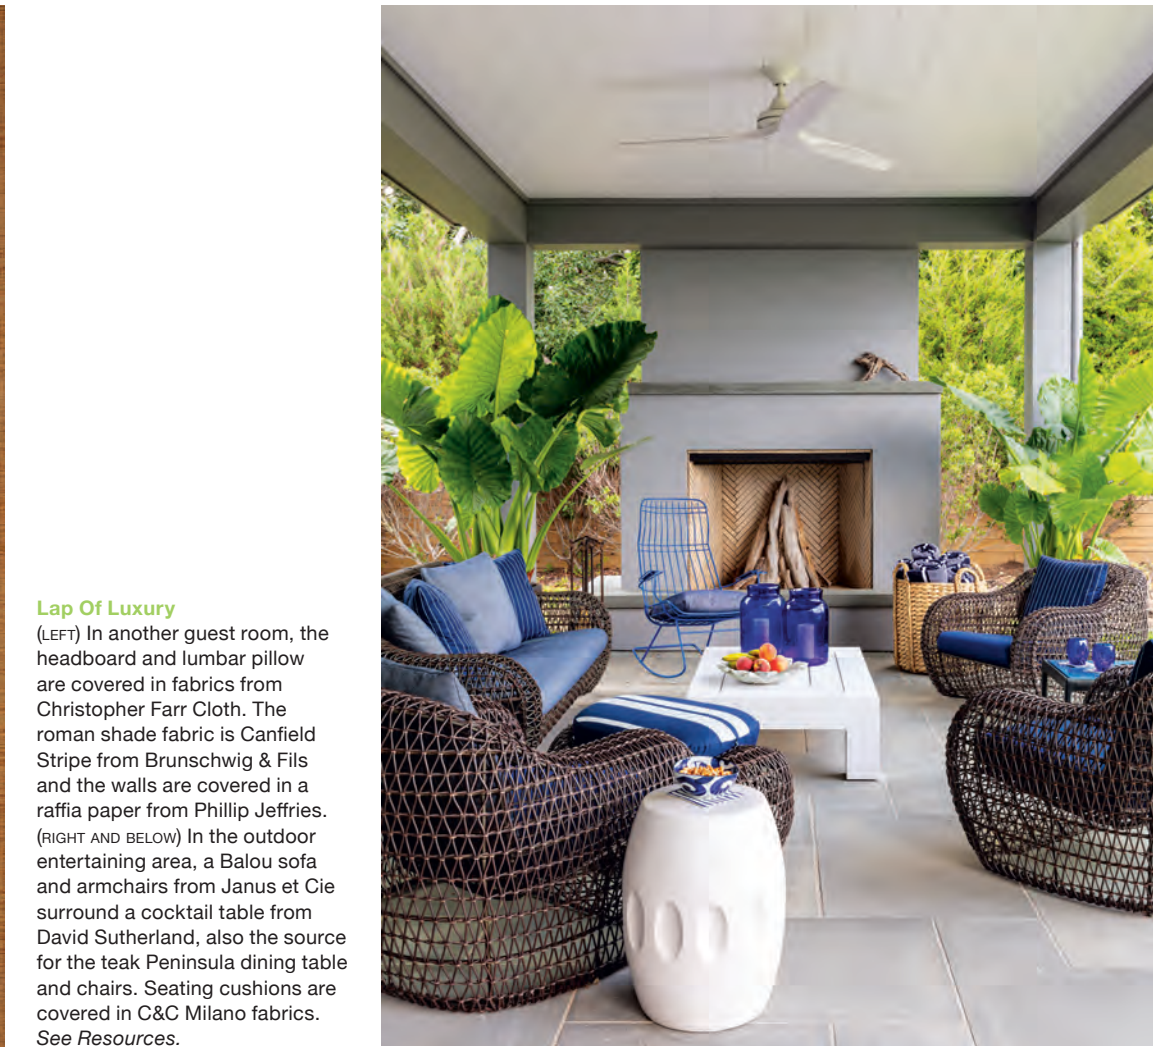 Lap Of Luxury
(LEFT) In another guest room, the
headboard and lumbar pillow
are covered in fabrics from
Christopher Farr Cloth. The
roman shade fabric is Canfield
Stripe from Brunschwig & Fils
and the walls are covered in a
raffia paper from Phillip Jeffries.
(RIGHT AND BELOW) In the outdoor
entertaining area, a Balou sofa
and armchairs from Janus et Cie
surround a cocktail table from
David Sutherland, also the source
for the teak Peninsula dining table
and chairs. Seating cushions are
covered in C&C Milano fabrics.
See Resources.